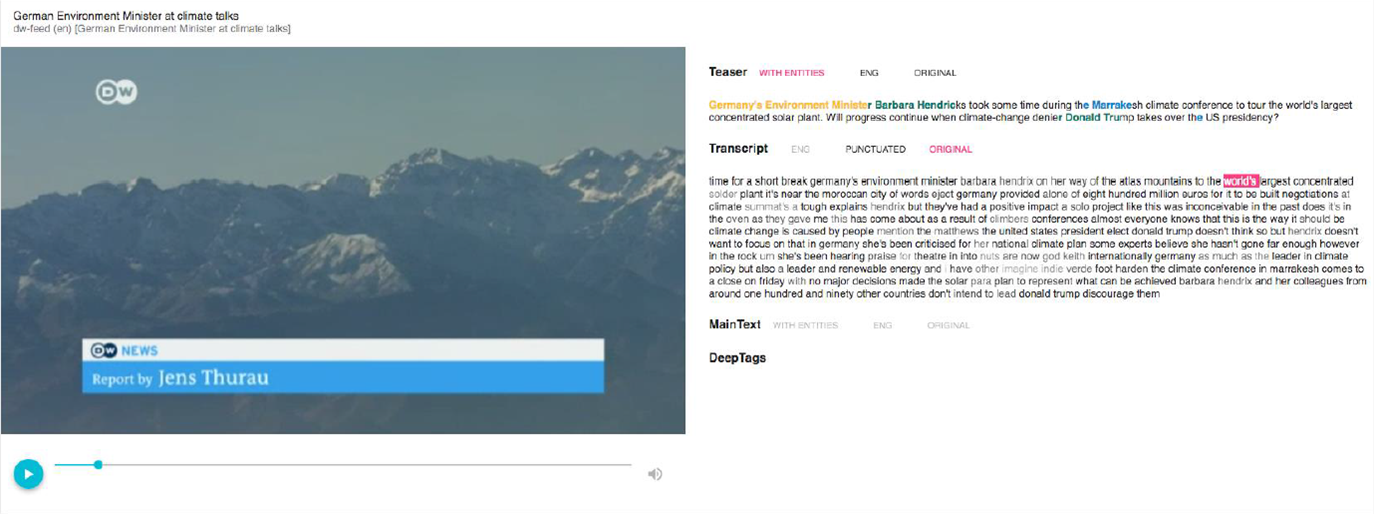 German Environment Minister at climate talks
dw-feed (en) [German Environment Minister at climate talks]
DW
DW NEWS
Report by Jens Thurau
Teaser WITH ENTITIES ENG ORIGINAL
Germany's Environment Minister Barbara Hendricks took some time during the Marrakesh climate conference to tour the world's largest
concentrated solar plant. Will progress continue when climate-change denier Donald Trump takes over the US presidency?
Transcript ENG PUNCTUATED ORIGINAL
time for a short break germany's environment minister barbara hendrix on her way of the atlas mountains to the world's largest concentrated
solder plant it's near the moroccan city of words eject germany provided alone of eight hundred million euros for it to be built negotiations at
climate summat's a tough explains hendrix but they've had a positive impact a solo project like this was inconceivable in the past does it's in
the oven as they gave me this has come about as a result of climbers conferences almost everyone knows that this is the way it should be
climate change is caused by people mention the matthews the united states president elect donald trump doesn't think so but hendrix doesn't
want to focus on that in germany she's been criticised for her national climate plan some experts believe she hasn't gone far enough however
in the rock um she's been hearing praise for theatre in into nuts are now god keith internationally germany as much as the leader in climate
policy but also a leader and renewable energy and i have other imagine indie verde foot harden the climate conference in marrakesh comes to
a close on friday with no major decisions made the solar para plan to represent what can be achieved barbara hendrix and her colleagues from
around one hundred and ninety other countries don't intend to lead donald trump discourage them
MainText WITH ENTITIES ENG ORIGINAL
DeepTags